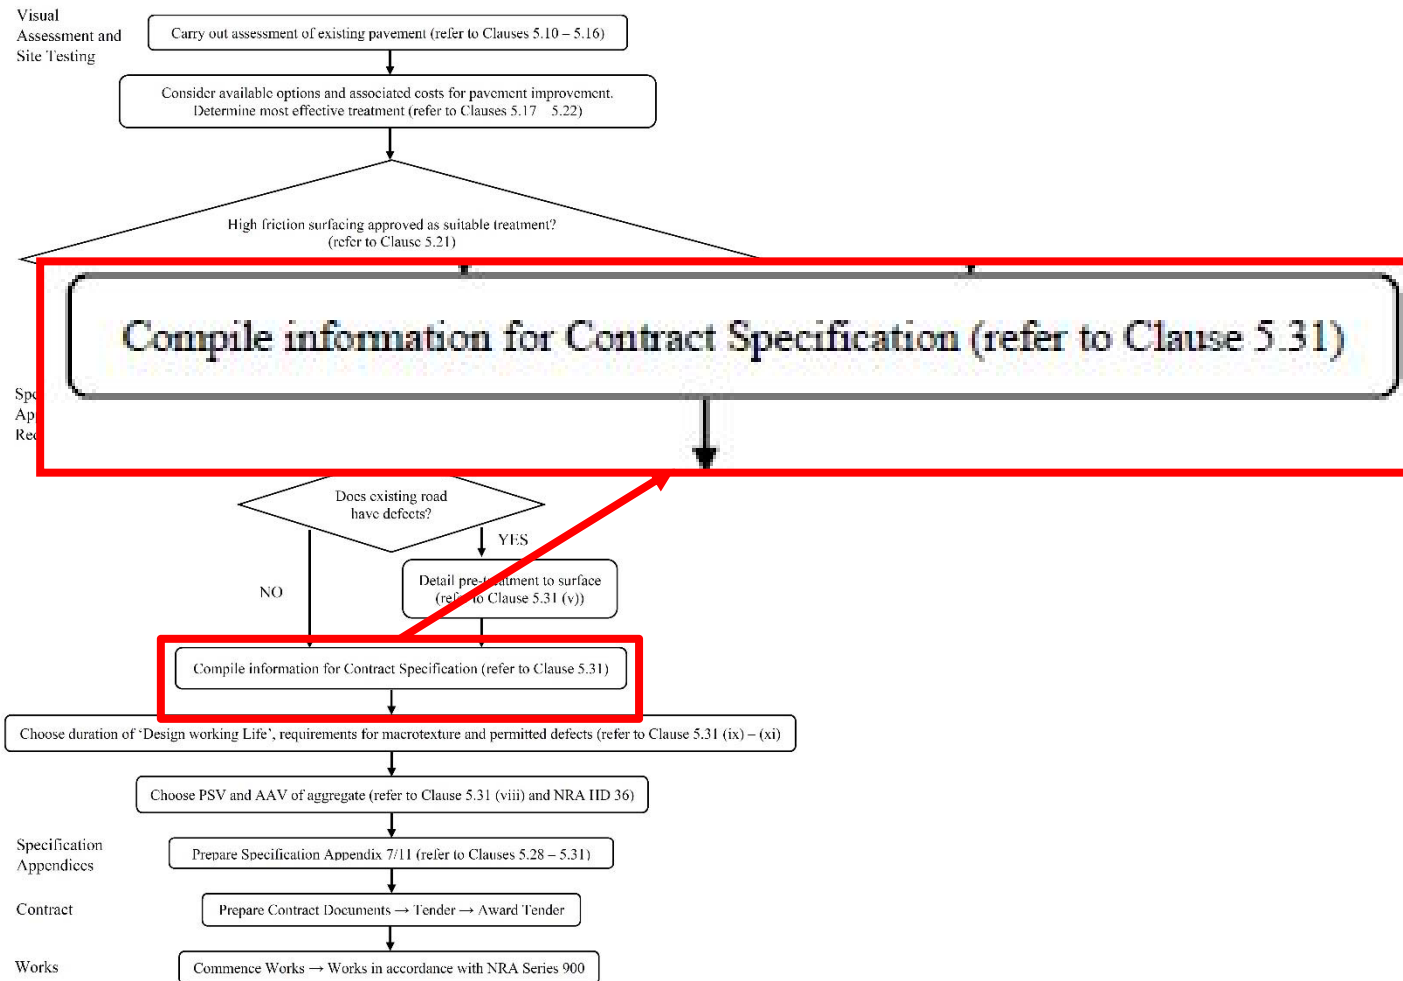 Visual
Assessment and
Site Testing
Carry out assessment of existing pavement (refer to Clauses 5.10 – 5.16)
Consider available options and associated costs for pavement improvement.
Determine most effective treatment (refer to Clauses 5.17 5.22)
High friction surfacing approved as suitable treatment?
(refer to Clause 5.21)
Compile information for Contract Specification (refer to Clause 5.31)
Does existing road
have defects?
YES
NO
Detail pre-treatment to surface
(refer to Clause 5.31 (v))
Compile information for Contract Specification (refer to Clause 5.31)
Choose duration of ‘Design working Life’, requirements for macrotexture and permitted defects (refer to Clause 5.31 (ix) – (xi)
Choose PSV and AAV of aggregate (refer to Clause 5.31 (viii) and NRA HD 36)
Specification
Appendices
Prepare Specification Appendix 7/11 (refer to Clauses 5.28 – 5.31)
Contract
Prepare Contract Documents → Tender → Award Tender
Works
Commence Works → Works in accordance with NRA Series 900